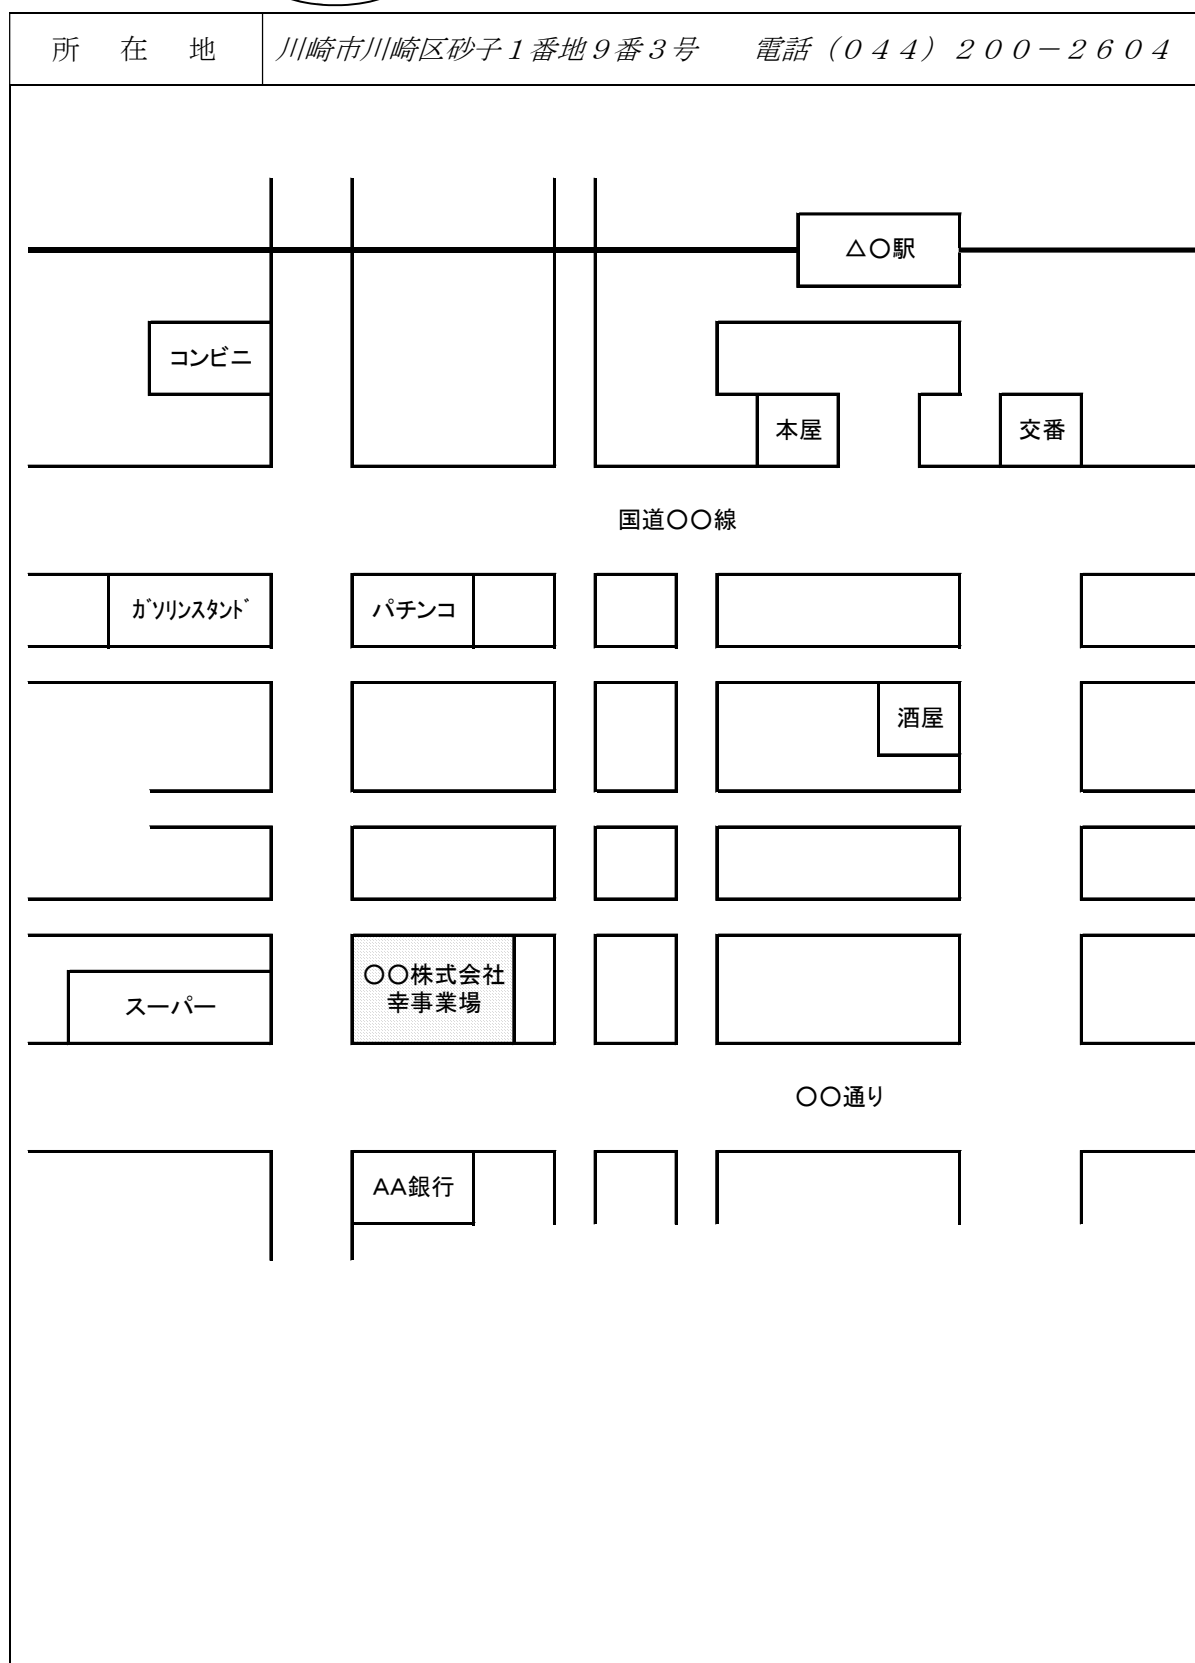 所 在 地 川崎市川崎区砂子１番地９番３号 電話（０４４）２００－２６０４
△○駅
コンビニ
本屋 交番
国道○○線
ｶﾞｿﾘﾝｽﾀﾝﾄﾞ パチンコ
酒屋
○○株式会社
幸事業場
スーパー
○○通り
AA銀行